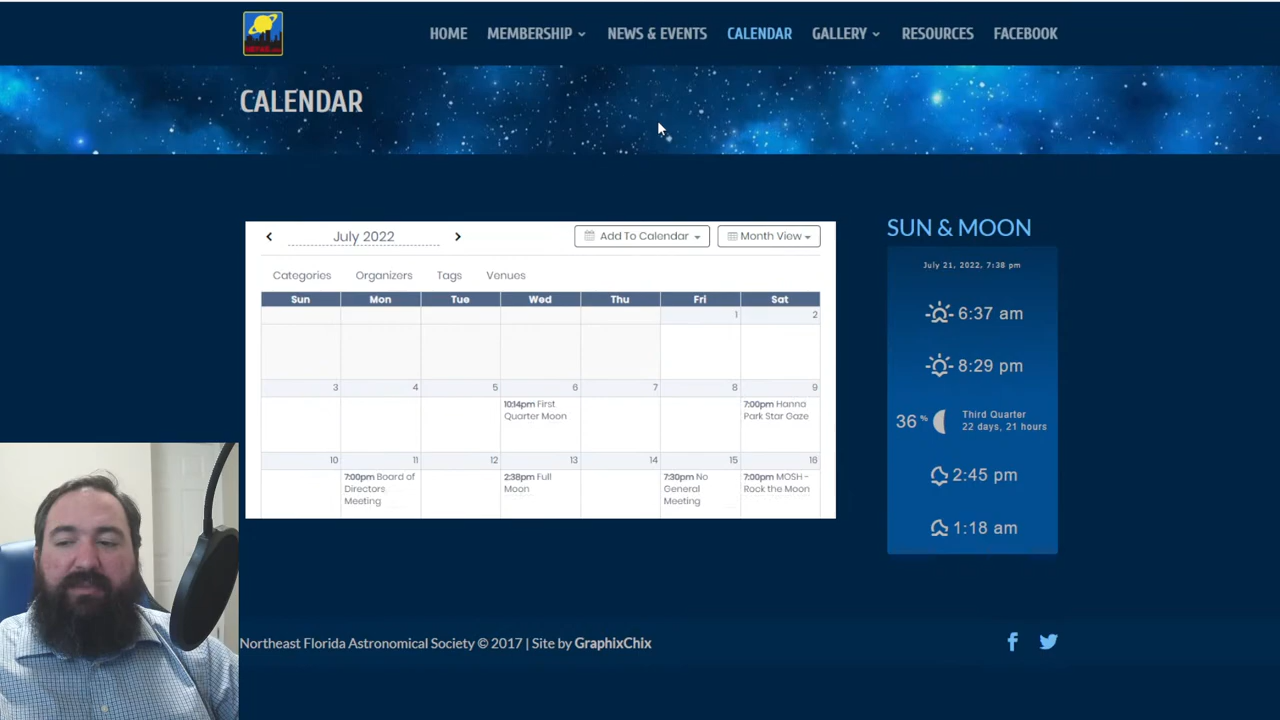 HOME MEMBERSHIP NEWS & EVENTS CALENDAR GALLERY RESOURCES FACEBOOK
CALENDAR
July 2022
Add To Calendar
Month View
Categories Organizers Tags Venues
Sun Mon Tue Wed Thu Fri Sat
1 2
3 4 5 6 7 8 9
10:14pm First
Quarter Moon
7:00pm Hanna
Park Star Gaze
10 11 12 13 14 15 16
7:00pm Board of
Directors
Meeting
2:38pm Full
Moon
7:30pm No
General
Meeting
7:00pm MOSH -
Rock the Moon
SUN & MOON
July 21, 2022, 7:38 pm
6:37 am
8:29 pm
36 %
Third Quarter
22 days, 21 hours
2:45 pm
1:18 am
Northeast Florida Astronomical Society © 2017 | Site by GraphixChix